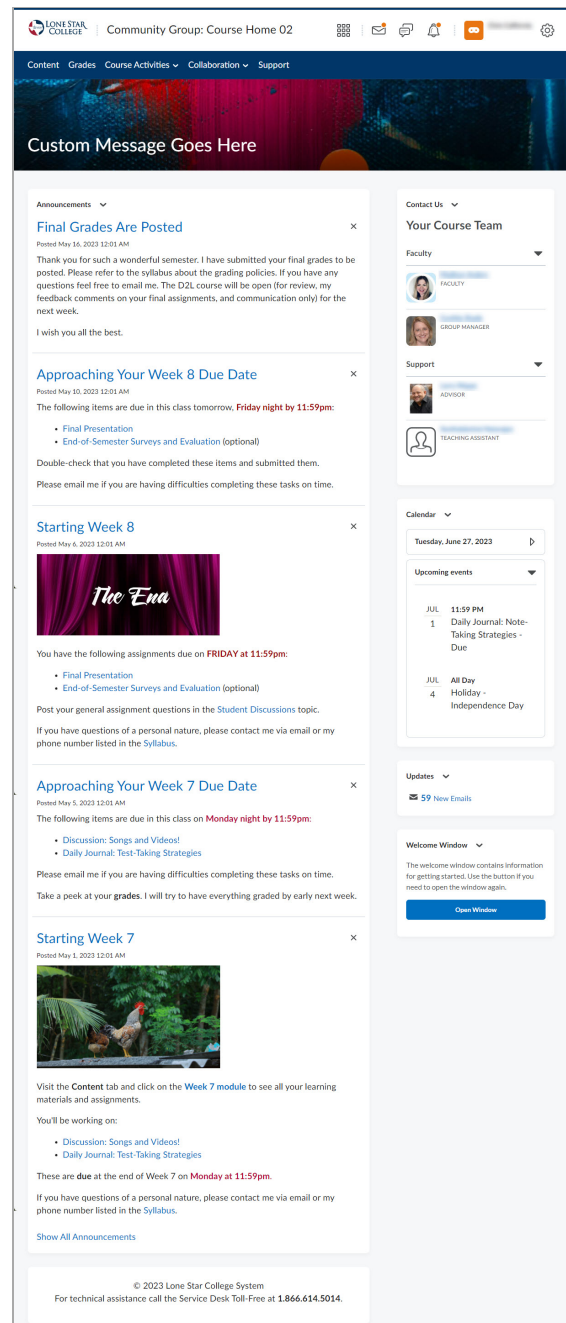 LONE STAR
COLLEGE
Community Group: Course Home 02
Content Grades Course Activities Collaboration Support
Custom Message Goes Here
Announcements
Final Grades Are Posted
Posted May 16, 2023 12:01 AM
Thank you for such a wonderful semester. I have submitted your final grades to be
posted. Please refer to the syllabus about the grading policies. If you have any
questions feel free to email me. The D2L course will be open (for review, my
feedback comments on your final assignments, and communication only) for the
next week.
I wish you all the best.
Approaching Your Week 8 Due Date
Posted May 10, 2023 12:01 AM
The following items are due in this class tomorrow, Friday night by 11:59pm:
• Final Presentation
• End-of-Semester Surveys and Evaluation (optional)
Double-check that you have completed these items and submitted them.
Please email me if you are having difficulties completing these tasks on time.
Starting Week 8
Posted May 6, 2023 12:01 AM
The End
You have the following assignments due on FRIDAY at 11:59pm:
• Final Presentation
• End-of-Semester Surveys and Evaluation (optional)
Post your general assignment questions in the Student Discussions topic.
If you have questions of a personal nature, please contact me via email or my
phone number listed in the Syllabus.
Approaching Your Week 7 Due Date
Posted May 5, 2023 12:01 AM
The following items are due in this class on Monday night by 11:59pm:
• Discussion: Songs and Videos!
• Daily Journal: Test-Taking Strategies
Please email me if you are having difficulties completing these tasks on time.
Take a peek at your grades. I will try to have everything graded by early next week.
Starting Week 7
Posted May 1, 2023 12:01 AM
Visit the Content tab and click on the Week 7 module to see all your learning
materials and assignments.
You'll be working on:
• Discussion: Songs and Videos!
• Daily Journal: Test-Taking Strategies
These are due at the end of Week 7 on Monday at 11:59pm.
If you have questions of a personal nature, please contact me via email or my
phone number listed in the Syllabus.
Show All Announcements
Contact Us
Your Course Team
Faculty
FACULTY
GROUP MANAGER
Support
ADVISOR
TEACHING ASSISTANT
Calendar
Tuesday, June 27, 2023
Upcoming events
JUL 11:59 PM
1 Daily Journal: Note-
Taking Strategies -
Due
JUL All Day
4 Holiday -
Independence Day
Updates
59 New Emails
Welcome Window
The welcome window contains information
for getting started. Use the button if you
need to open the window again.
Open Window
© 2023 Lone Star College System
For technical assistance call the Service Desk Toll-Free at 1.866.614.5014.